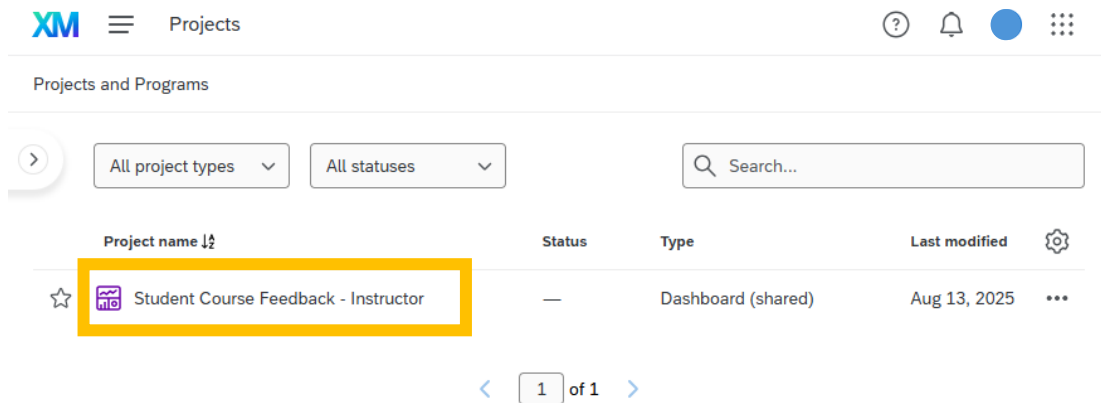 XM Projects
Projects and Programs
All project types All statuses Search...
Project name Status Type Last modified
Student Course Feedback - Instructor — Dashboard (shared) Aug 13, 2025
1 of 1